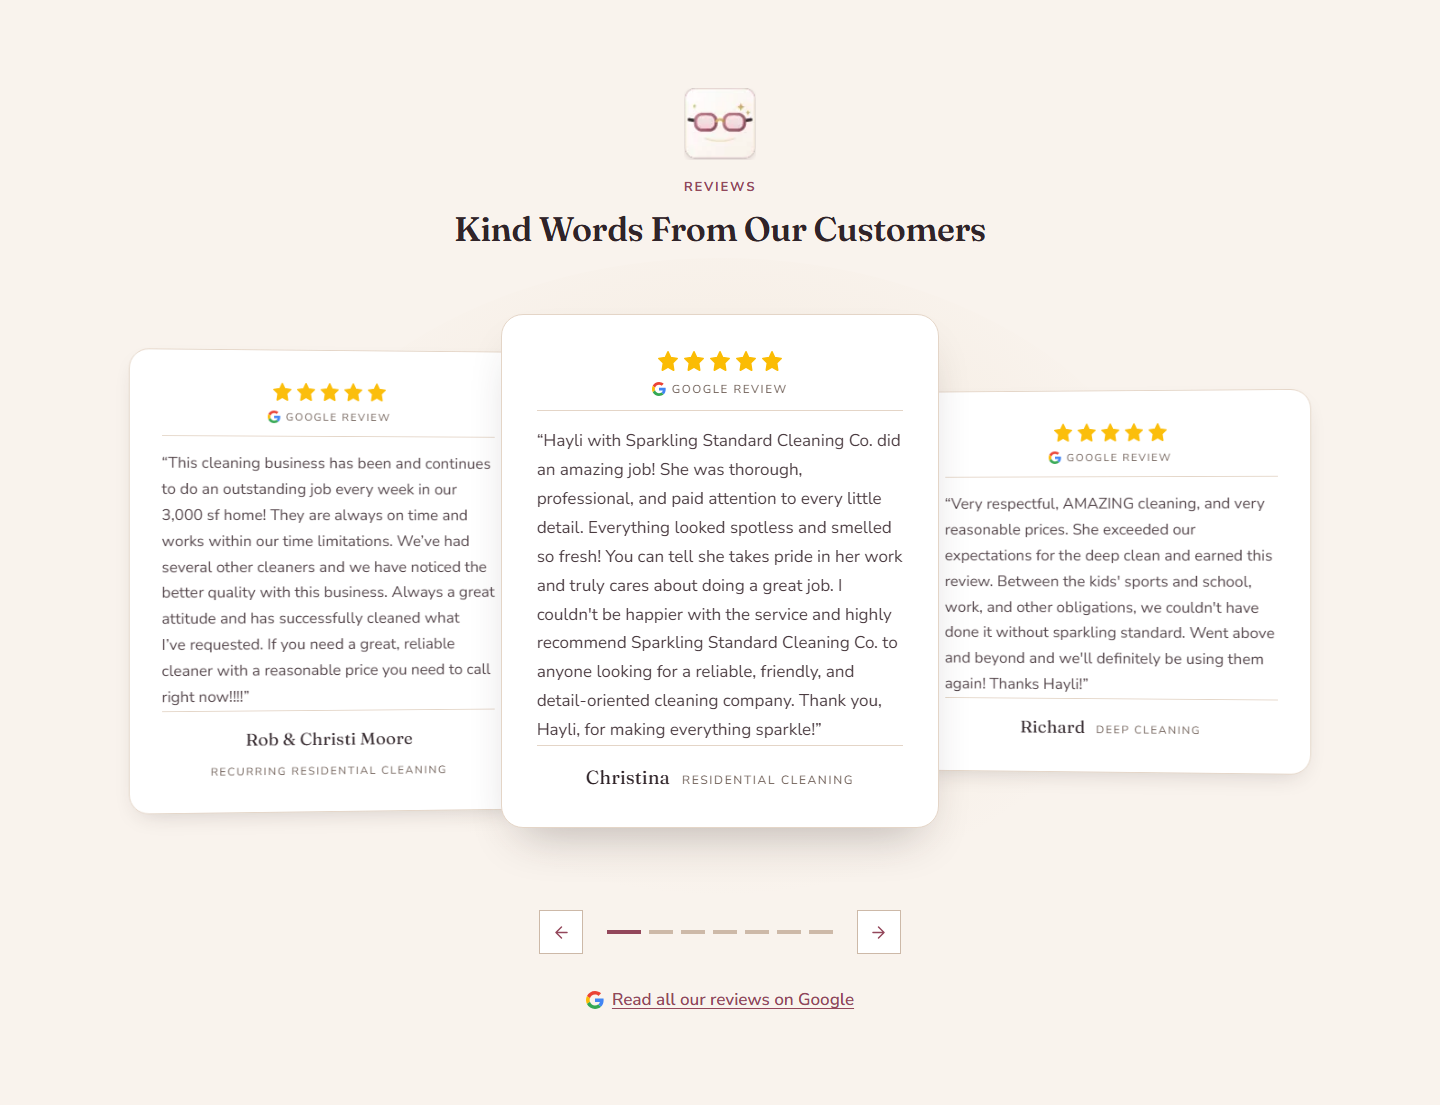 REVIEWS
Kind Words From Our Customers
GOOGLE REVIEW
“This cleaning business has been and continues
to do an outstanding job every week in our
3,000 sf home! They are always on time and
works within our time limitations. We’ve had
several other cleaners and we have noticed the
better quality with this business. Always a great
attitude and has successfully cleaned what
I’ve requested. If you need a great, reliable
cleaner with a reasonable price you need to call
right now!!!!”
Rob & Christi Moore
RECURRING RESIDENTIAL CLEANING
GOOGLE REVIEW
“Hayli with Sparkling Standard Cleaning Co. did
an amazing job! She was thorough,
professional, and paid attention to every little
detail. Everything looked spotless and smelled
so fresh! You can tell she takes pride in her work
and truly cares about doing a great job. I
couldn't be happier with the service and highly
recommend Sparkling Standard Cleaning Co. to
anyone looking for a reliable, friendly, and
detail-oriented cleaning company. Thank you,
Hayli, for making everything sparkle!”
Christina RESIDENTIAL CLEANING
GOOGLE REVIEW
“Very respectful, AMAZING cleaning, and very
reasonable prices. She exceeded our
expectations for the deep clean and earned this
review. Between the kids' sports and school,
work, and other obligations, we couldn't have
done it without sparkling standard. Went above
and beyond and we'll definitely be using them
again! Thanks Hayli!”
Richard DEEP CLEANING
Read all our reviews on Google